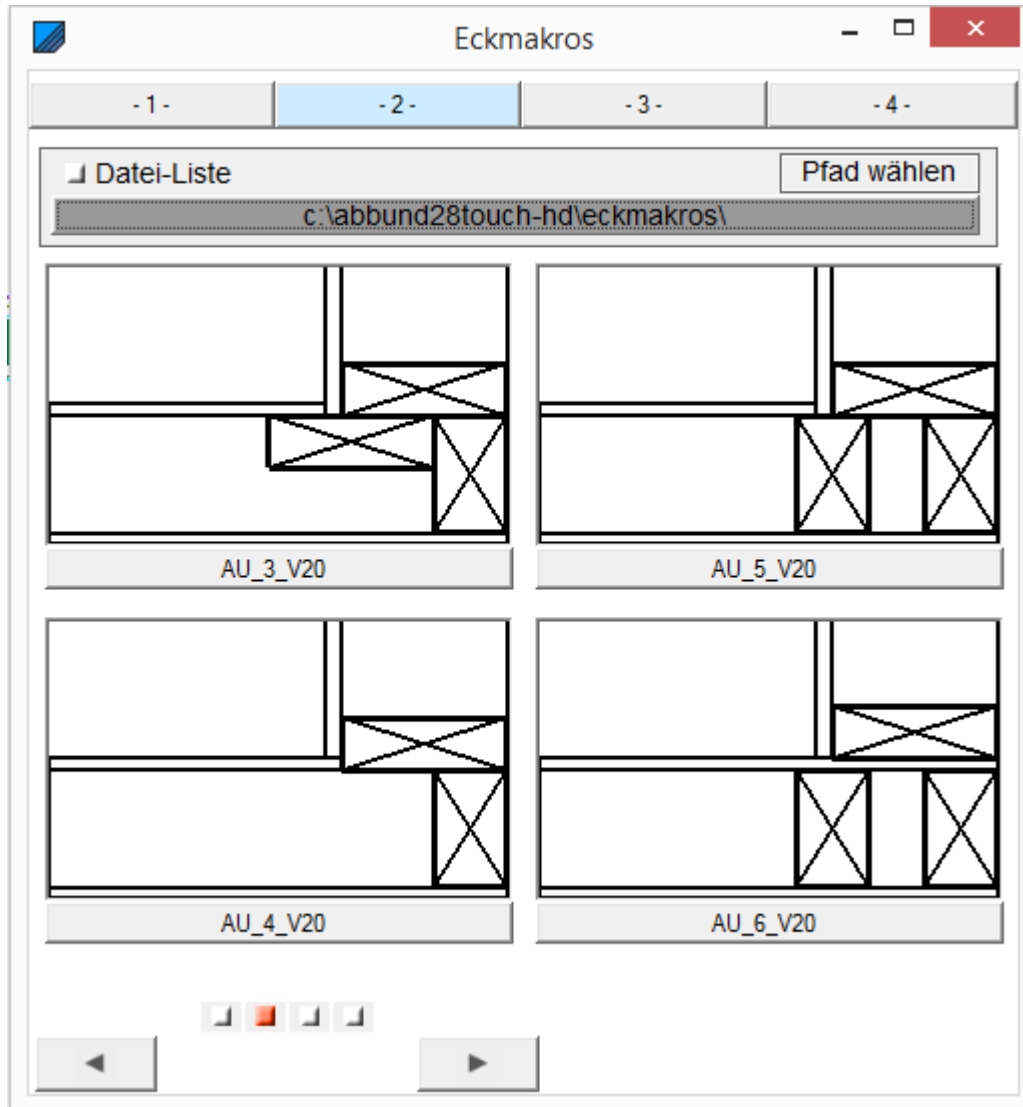 Eckmakros
- 1 -
- 2 -
- 3 -
- 4 -
Datei-Liste
Pfad wählen
c:\abbund28touch-hd\eckmakros\
AU_3_V20
AU_5_V20
AU_4_V20
AU_6_V20